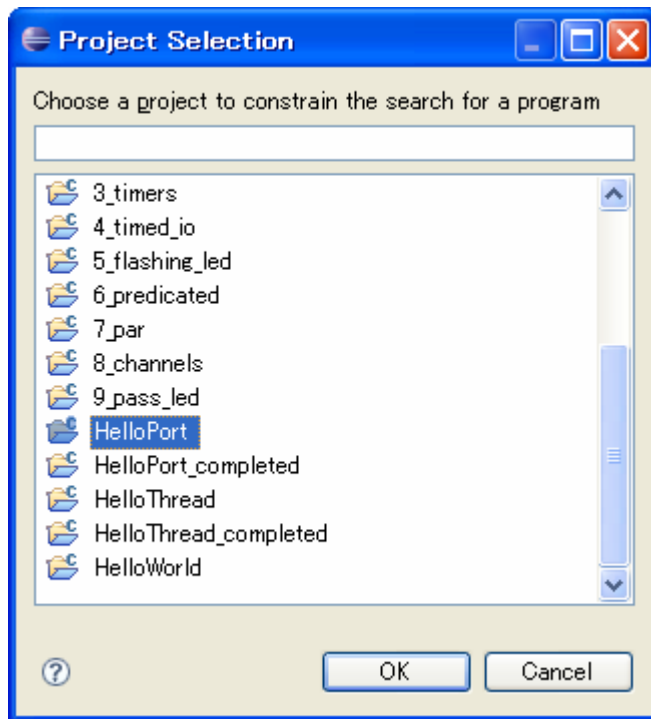 Project Selection
Choose a project to constrain the search for a program
3_timers
4_timed_io
5_flashing_led
6_predicated
7_par
8_channels
9_pass_led
HelloPort
HelloPort_completed
HelloThread
HelloThread_completed
HelloWorld
OK Cancel